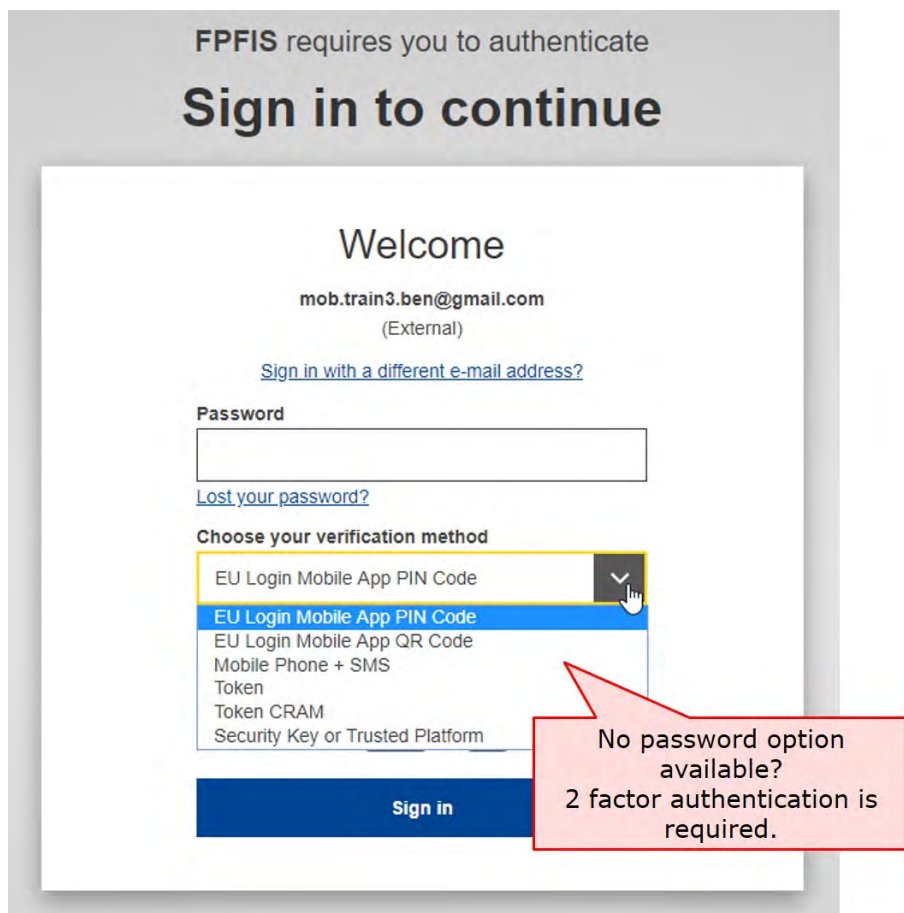 FPFIS requires you to authenticate
Sign in to continue
Welcome
mob.train3.ben@gmail.com
(External)
Sign in with a different e-mail address?
Password
Lost your password?
Choose your verification method
EU Login Mobile App PIN Code
EU Login Mobile App PIN Code
EU Login Mobile App QR Code
Mobile Phone + SMS
Token
Token CRAM
Security Key or Trusted Platform
No password option
available?
2 factor authentication is
required.
Sign in